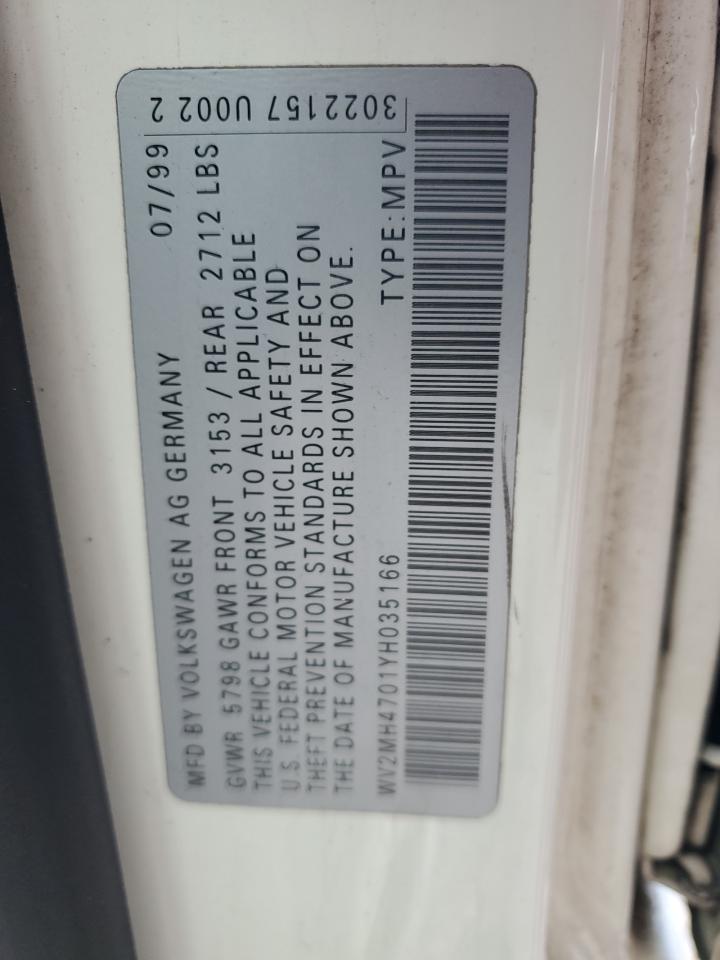 MFD BY VOLKSWAGEN AG GERMANY 07/99
GVWR 5798 GAWR FRONT 3153 / REAR 2712 LBS
THIS VEHICLE CONFORMS TO ALL APPLICABLE
U.S. FEDERAL MOTOR VEHICLE SAFETY AND
THEFT PREVENTION STANDARDS IN EFFECT ON
THE DATE OF MANUFACTURE SHOWN ABOVE.
WV2MH4701YH035166 TYPE:MPV
3022157 U002 2